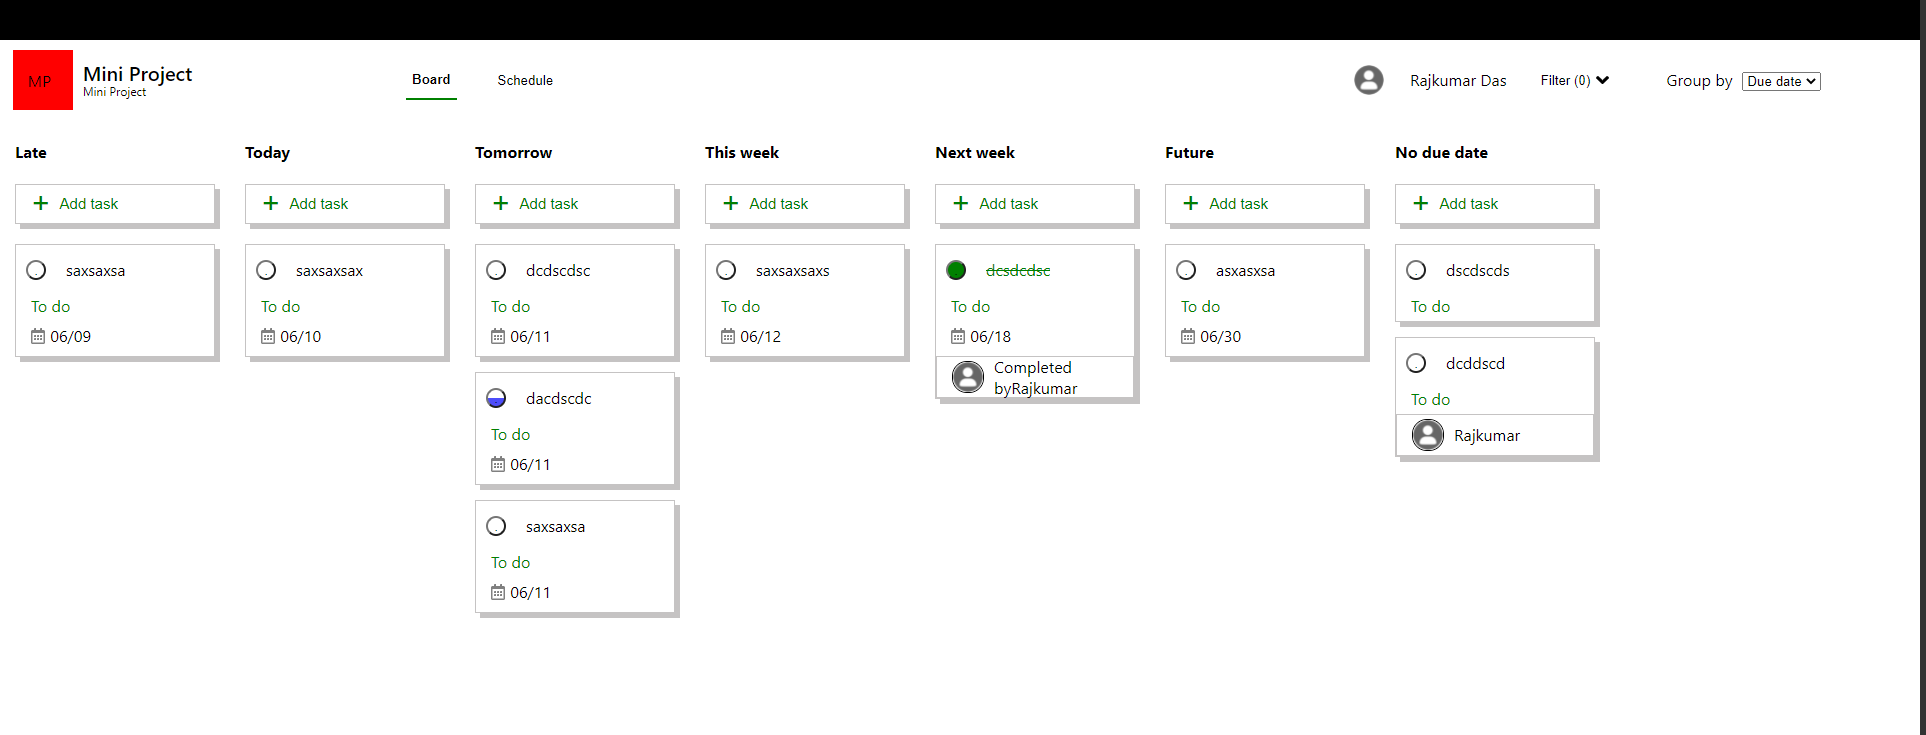 MP
Mini Project
Mini Project
Board
Schedule
Rajkumar Das
Filter (0)
Group by
Due date
Late
Add task
saxsaxsa
To do
06/09
Today
Add task
saxsaxsax
To do
06/10
Tomorrow
Add task
dcdscdsc
To do
06/11
dacdscdc
To do
06/11
saxsaxsa
To do
06/11
This week
Add task
saxsaxsaxs
To do
06/12
Next week
Add task
dcsdcdsc
To do
06/18
Completed
byRajkumar
Future
Add task
asxasxsa
To do
06/30
No due date
Add task
dscdscds
To do
dcddscd
To do
Rajkumar